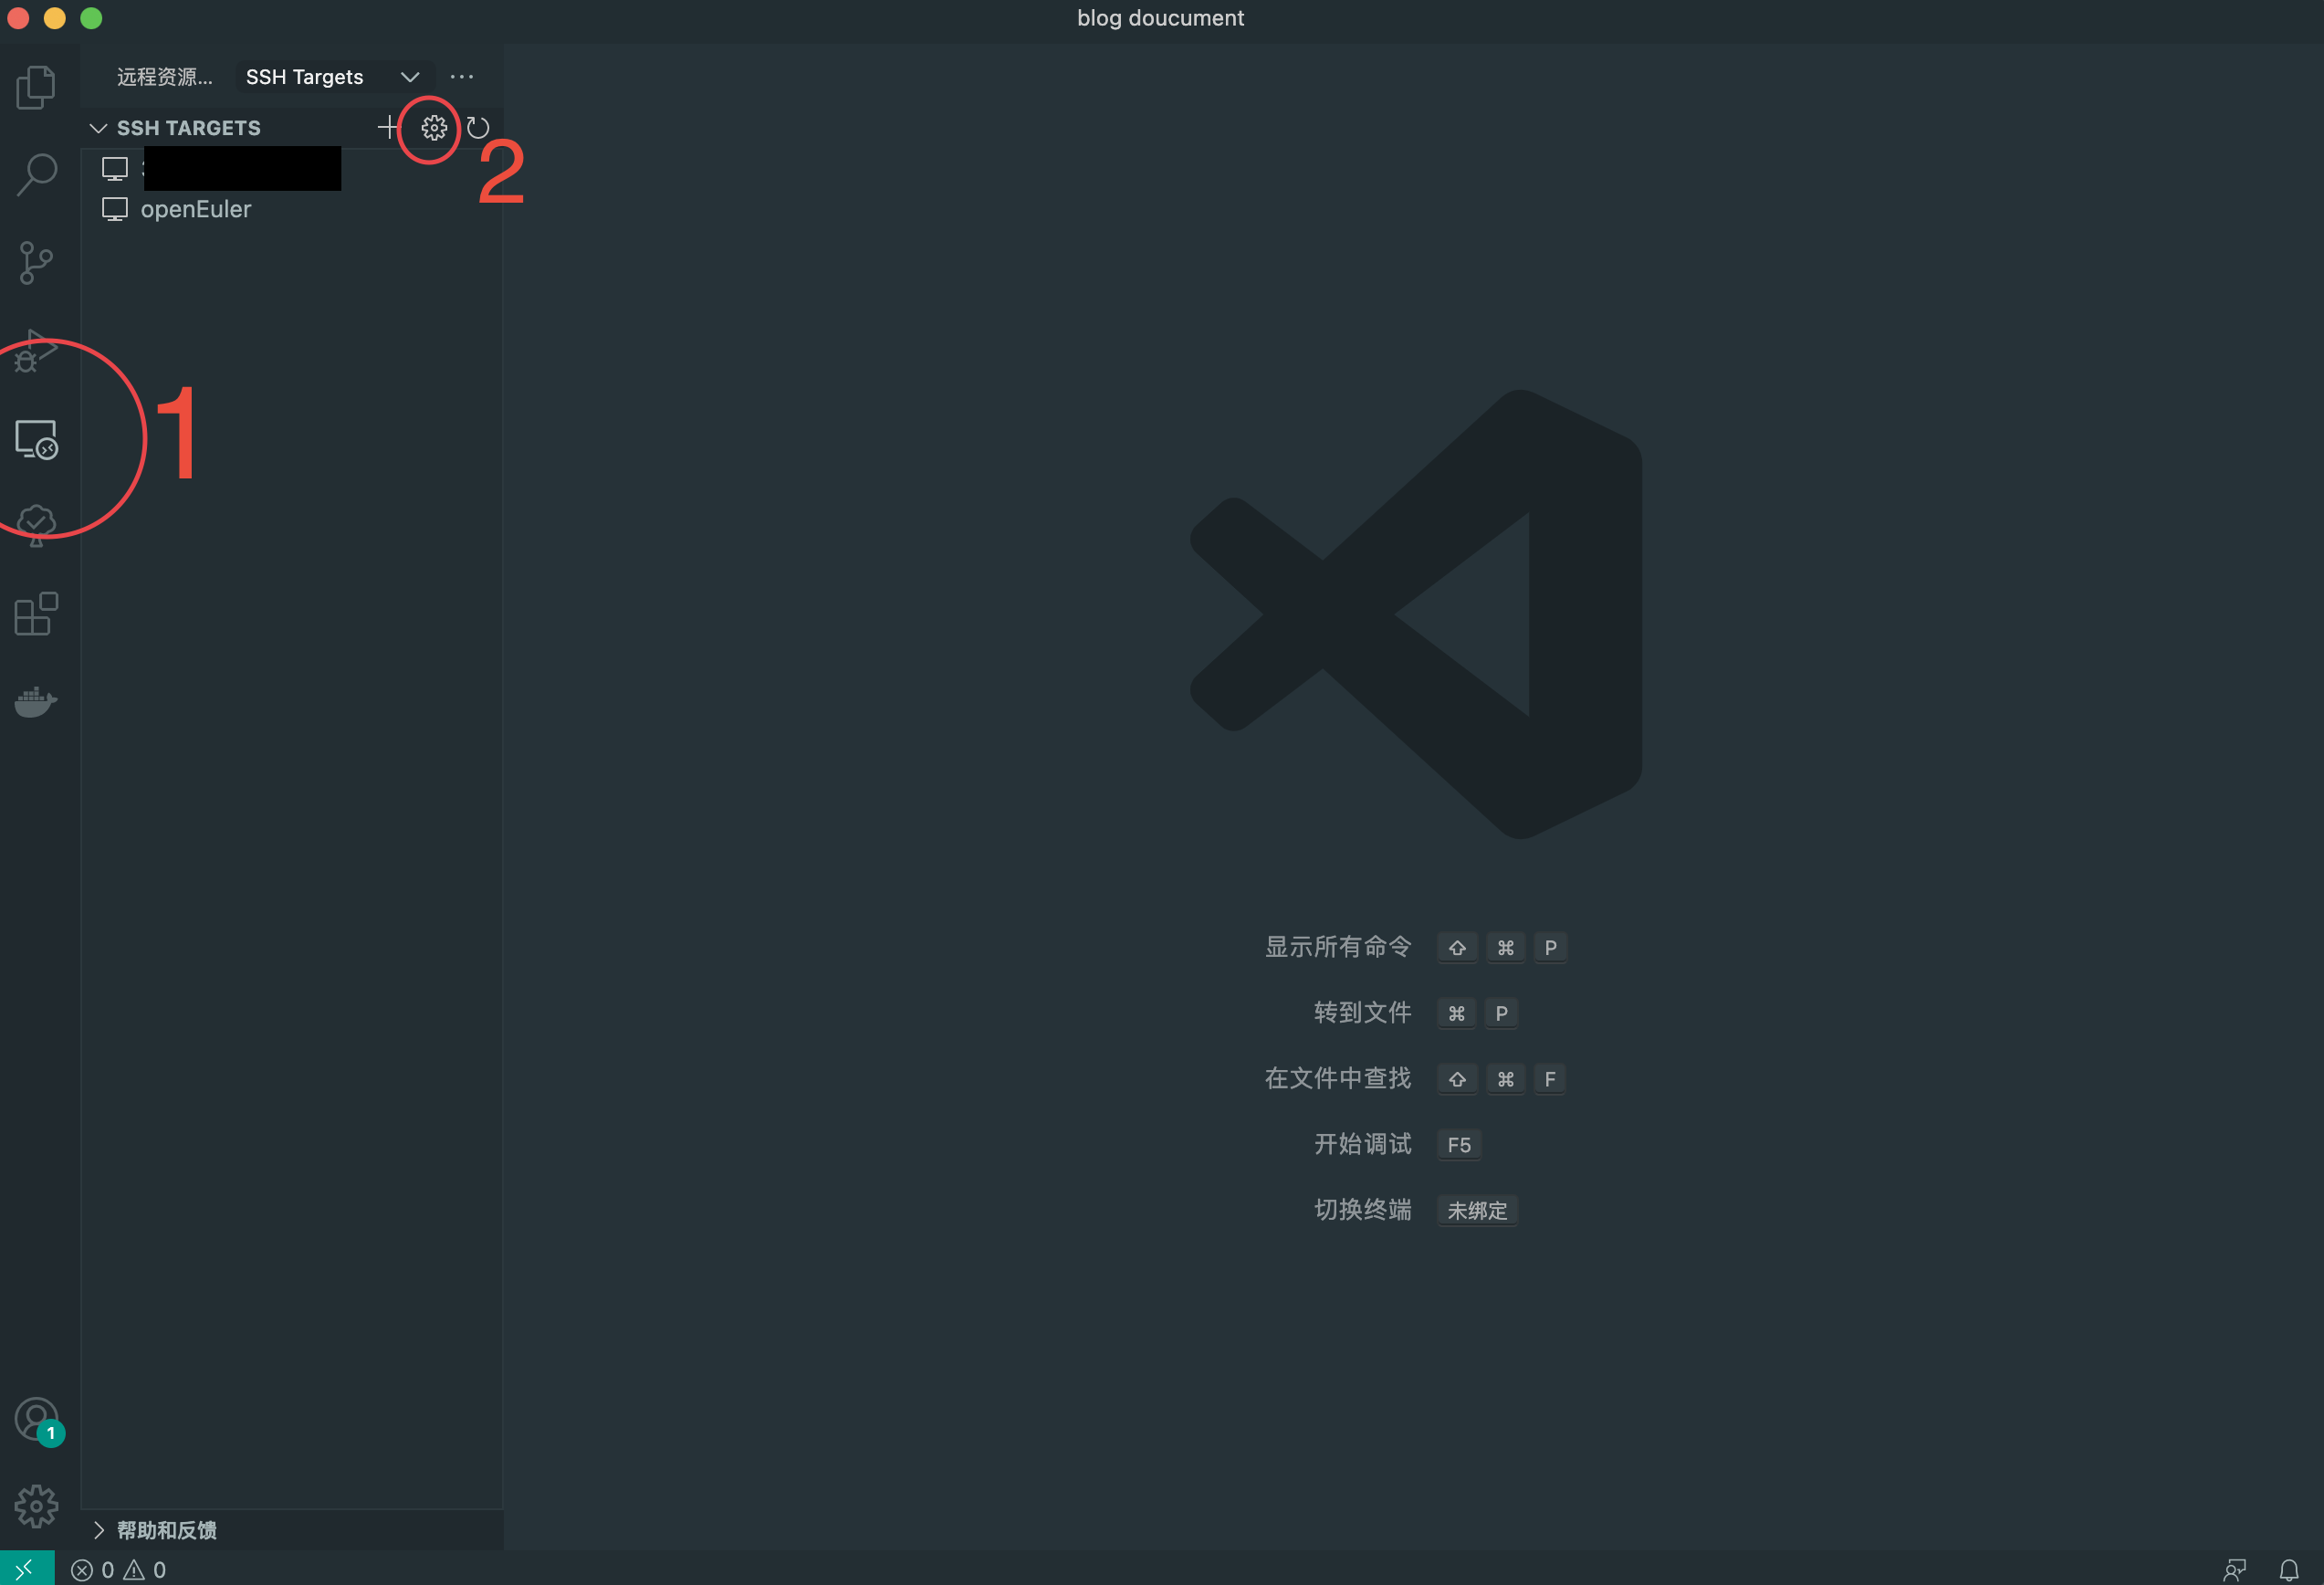 blog doucument
远程资源... SSH Targets ...
SSH TARGETS
2
openEuler
1
显示所有命令 ⇧ ⌘ P
转到文件 ⌘ P
在文件中查找 ⇧ ⌘ F
开始调试 F5
切换终端 未绑定
1
帮助和反馈
0 0